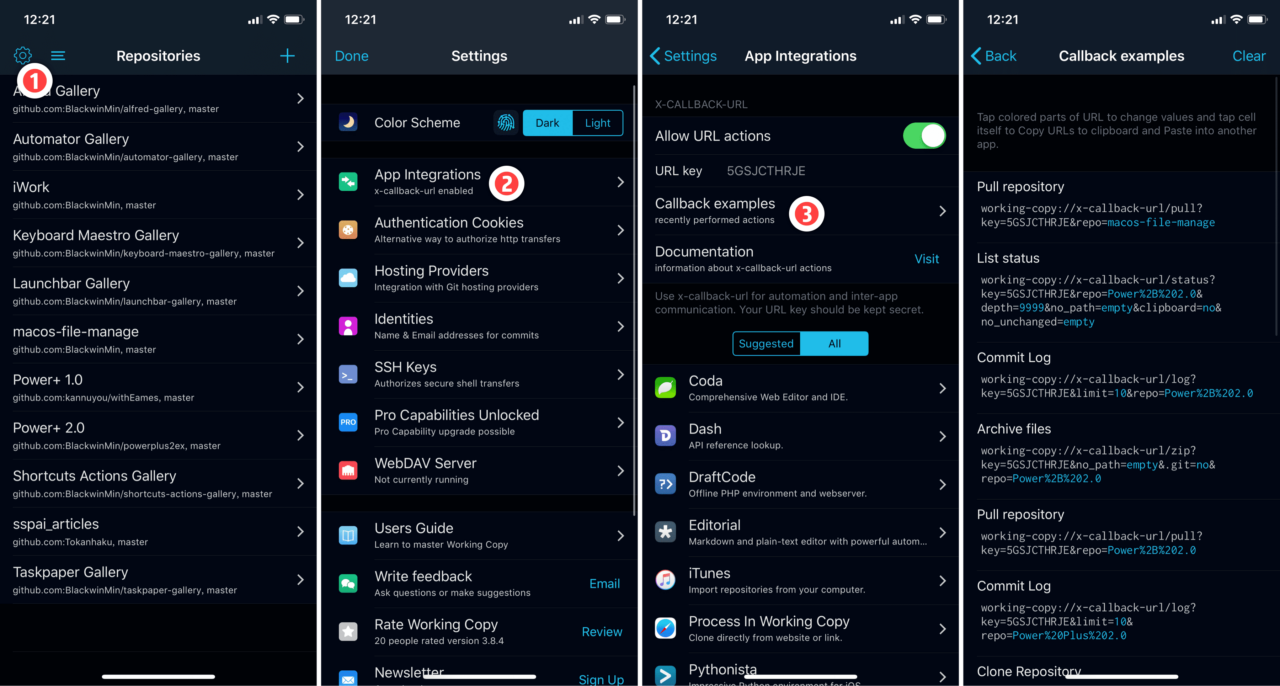 12:21
Repositories
1
Gallery
github.com:BlackwinMin/alfred-gallery, master
Automator Gallery
github.com:BlackwinMin/automator-gallery, master
iWork
BlackwinMin, master
Keyboard Maestro Gallery
github.com:BlackwinMin/keyboard-maestro-gallery, master
Launchbar Gallery
github.com:BlackwinMin/launchbar-gallery, master
macos-file-manage
github.com:BlackwinMin, master
Power+ 1.0
github.com:kannuyou/withEames, master
Power+ 2.0
github.com:BlackwinMin/powerplus2ex, master
Shortcuts Actions Gallery
github.com:BlackwinMin/shortcuts-actions-gallery, master
sspai_articles
github.com:Tokanhaku, master
Taskpaper Gallery
github.com:BlackwinMin/taskpaper-gallery, master
12:21
Done Settings
Color Scheme Dark Light
App Integrations
x-callback-url enabled
2
Authentication Cookies
Alternative way to authorize http transfers
Hosting Providers
Integration with Git hosting providers
Identities
Name & Email addresses for commits
SSH Keys
Authorizes secure shell transfers
PRO
Pro Capabilities Unlocked
Pro Capability upgrade possible
WebDAV Server
Not currently running
Users Guide
Learn to master Working Copy
Write feedback
Ask questions or make suggestions
Email
Rate Working Copy
20 people rated version 3.8.4
Review
Newsletter
Sign Up
12:21
Settings App Integrations
X-CALLBACK-URL
Allow URL actions
URL key 5GSJCTHRJE
Callback examples
recently performed actions
3
Documentation
information about x-callback-url actions
Visit
Use x-callback-url for automation and inter-app
communication. Your URL key should be kept secret.
Suggested All
Coda
Comprehensive Web Editor and IDE.
Dash
API reference lookup.
DraftCode
Offline PHP environment and webserver.
Editorial
Markdown and plain-text editor with powerful autom...
iTunes
Import repositories from your computer.
Process In Working Copy
Clone directly from website or link.
Pythonista
Impressive Python environment for iOS
12:21
Back Callback examples Clear
Tap colored parts of URL to change values and tap cell
itself to Copy URLs to clipboard and Paste into another
app.
Pull repository
working-copy://x-callback-url/pull?
key=5GSJCTHRJE&repo=macos-file-manage
List status
working-copy://x-callback-url/status?
key=5GSJCTHRJE&repo=Power%2B%202.0&
depth=9999&no_path=empty&clipboard=no&
no_unchanged=empty
Commit Log
working-copy://x-callback-url/log?
key=5GSJCTHRJE&limit=10&repo=Power%2B%202.0
Archive files
working-copy://x-callback-url/zip?
key=5GSJCTHRJE&no_path=empty&.git=no&
repo=Power%2B%202.0
Pull repository
working-copy://x-callback-url/pull?
key=5GSJCTHRJE&repo=Power%2B%202.0
Commit Log
working-copy://x-callback-url/log?
key=5GSJCTHRJE&limit=10&
repo=Power%20Plus%202.0
Clone Repository